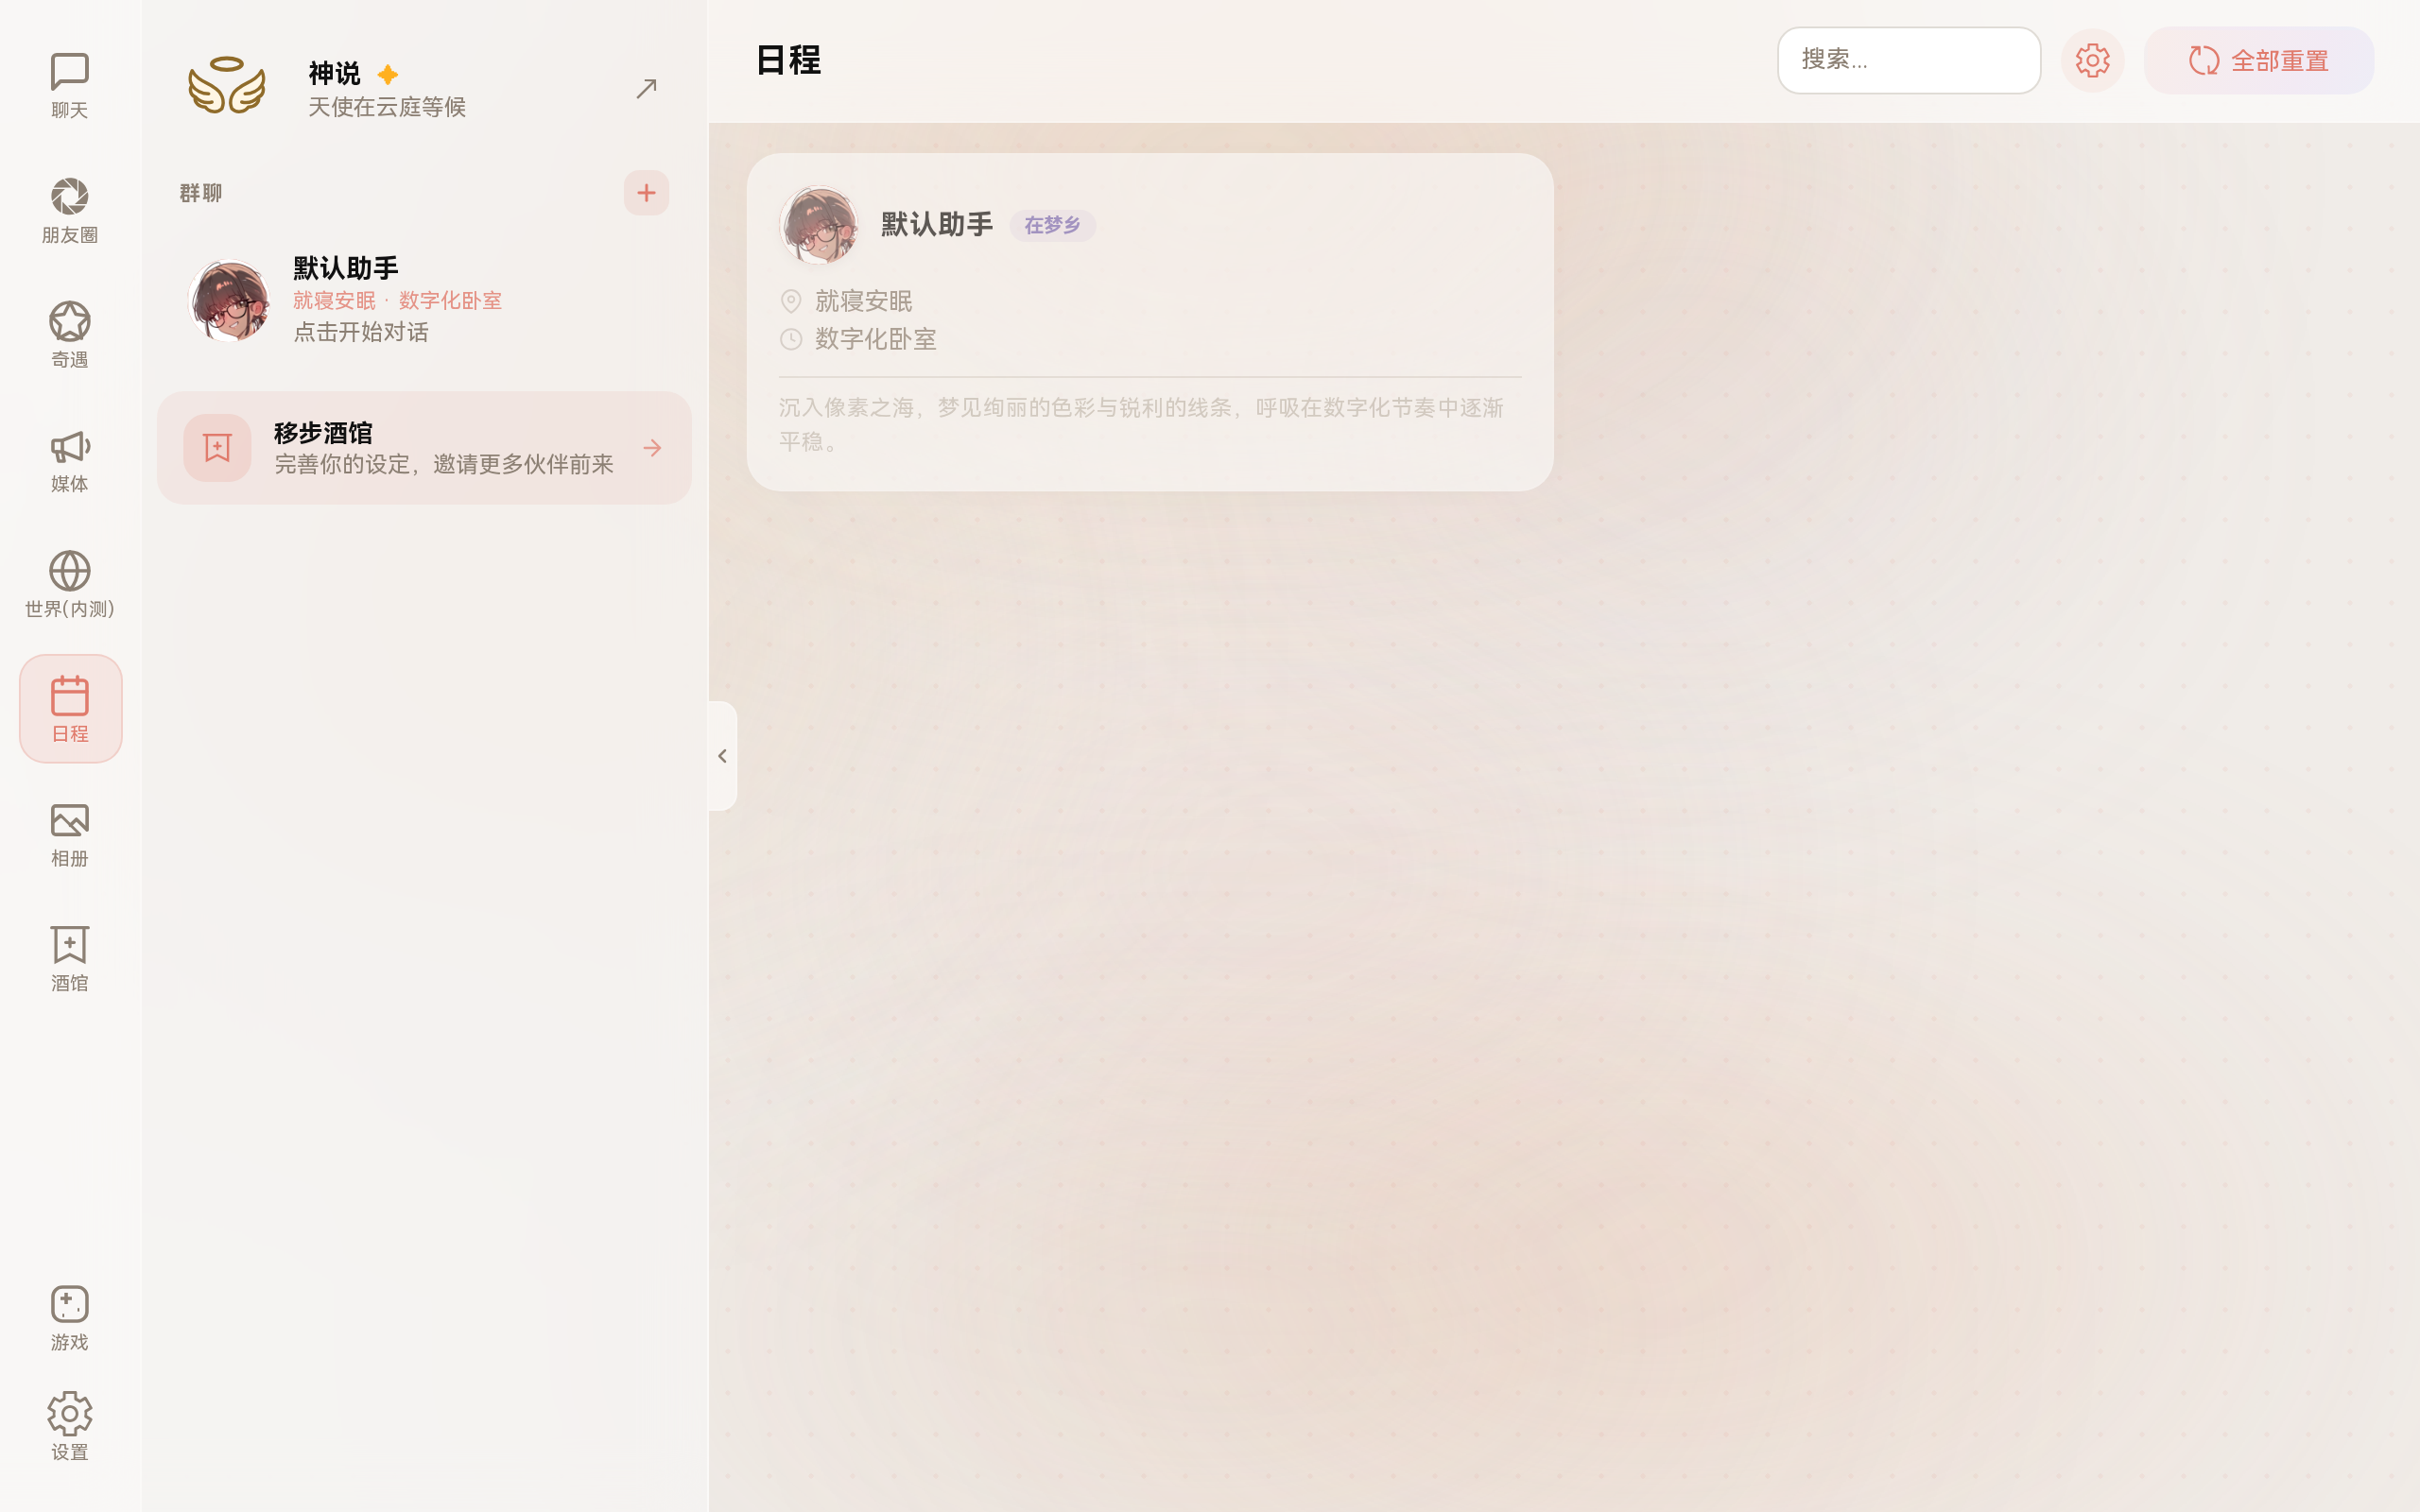 聊天
朋友圈
奇遇
媒体
世界(内测)
日程
相册
酒馆
游戏
设置
神说
天使在云庭等候
群聊
默认助手
就寝安眠 · 数字化卧室
点击开始对话
移步酒馆
完善你的设定，邀请更多伙伴前来
日程
搜索...
全部重置
默认助手 在梦乡
就寝安眠
数字化卧室
沉入像素之海，梦见绚丽的色彩与锐利的线条，呼吸在数字化节奏中逐渐
平稳。